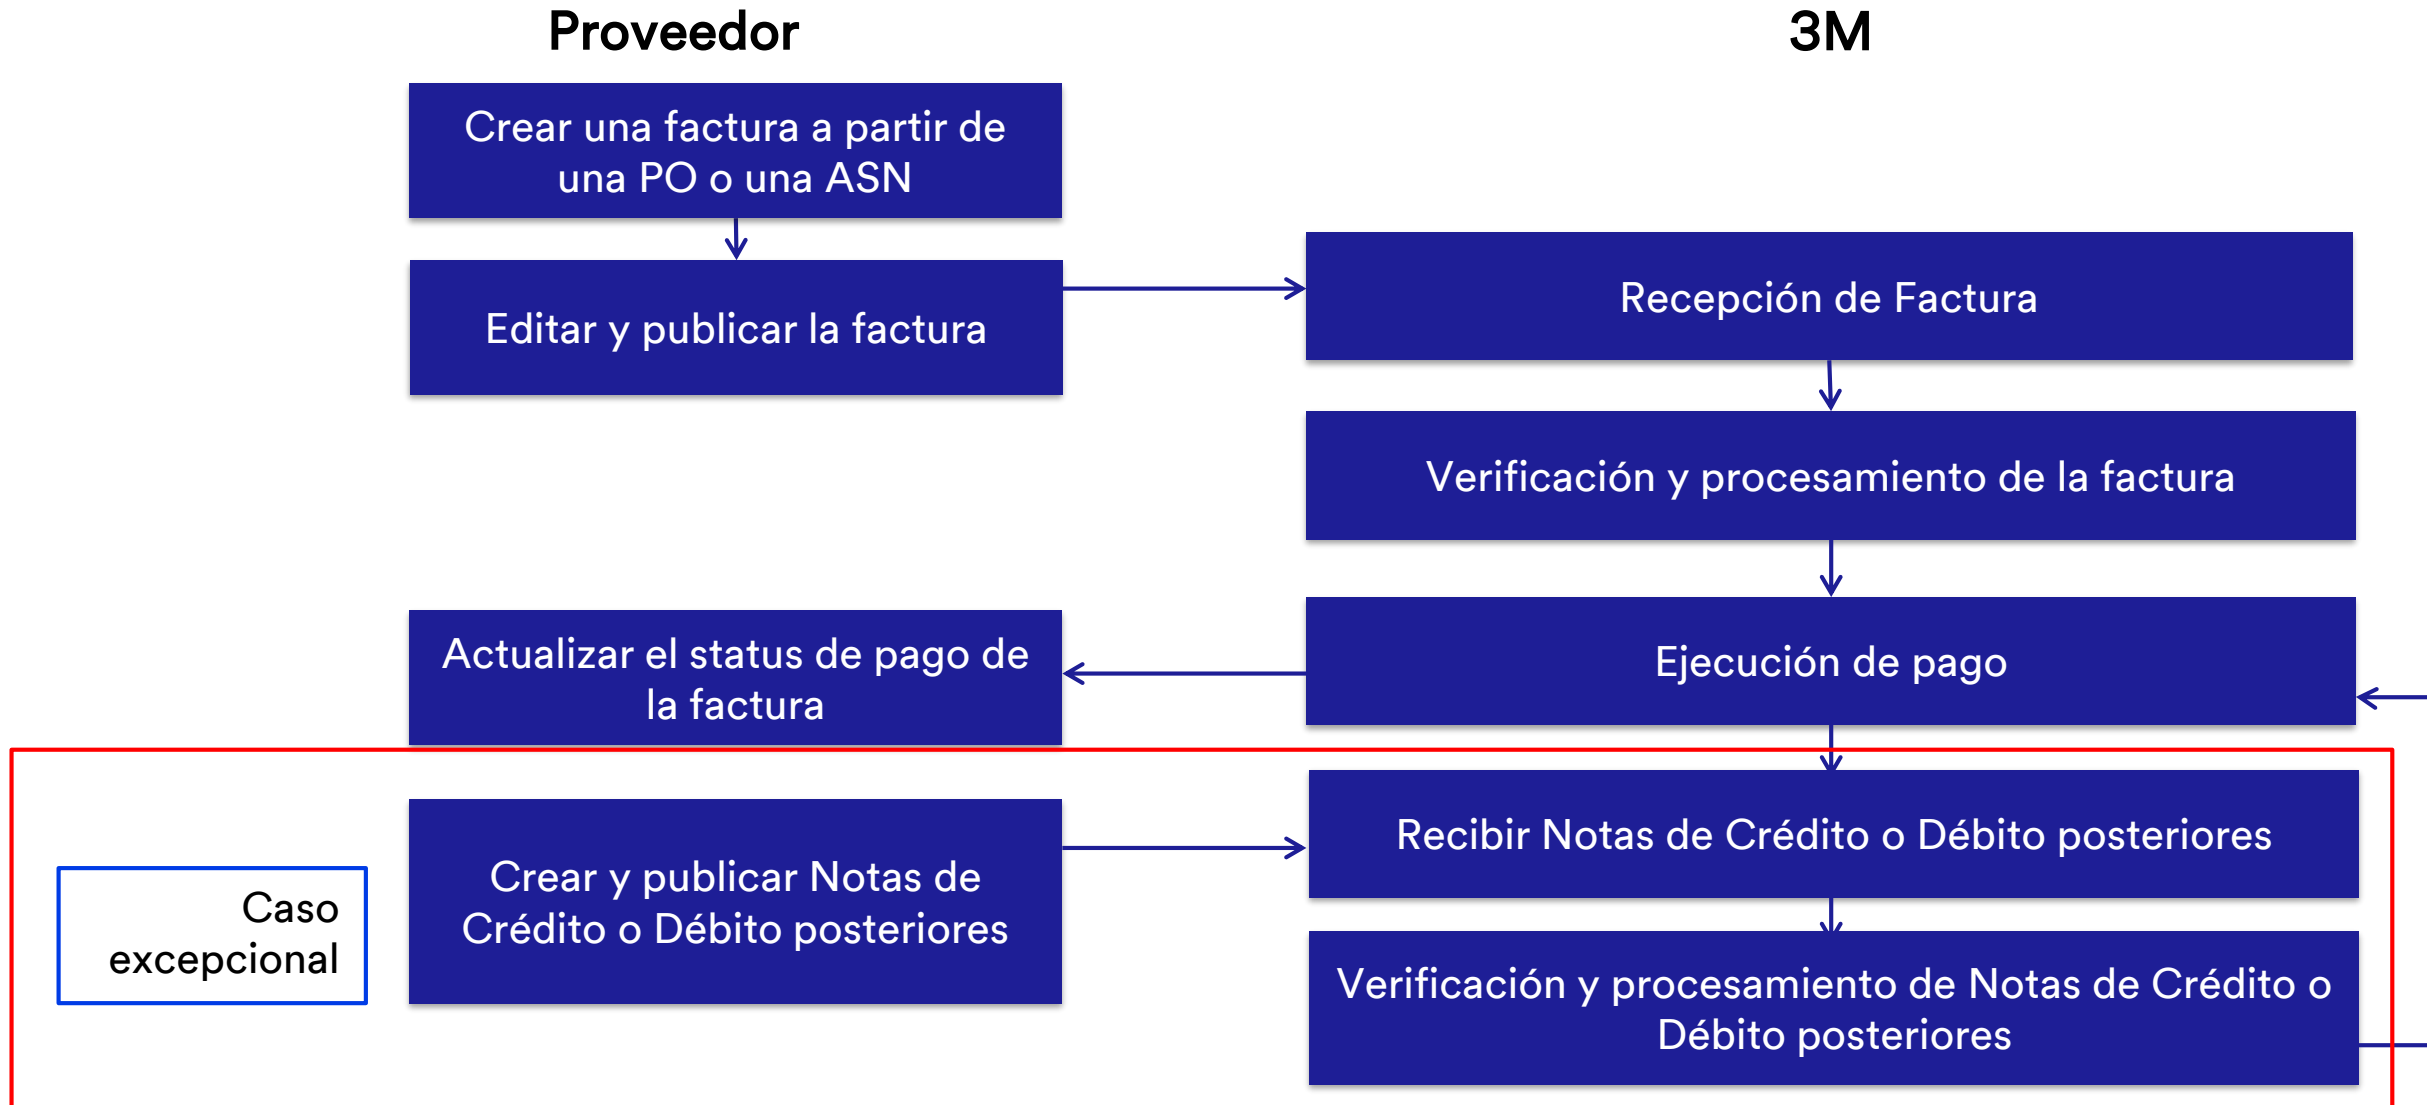 Proveedor
3M
Crear una factura a partir de
una PO o una ASN
Editar y publicar la factura
Recepción de Factura
Verificación y procesamiento de la factura
Ejecución de pago
Actualizar el status de pago de
la factura
Caso
excepcional
Crear y publicar Notas de
Crédito o Débito posteriores
Recibir Notas de Crédito o Débito posteriores
Verificación y procesamiento de Notas de Crédito o
Débito posteriores